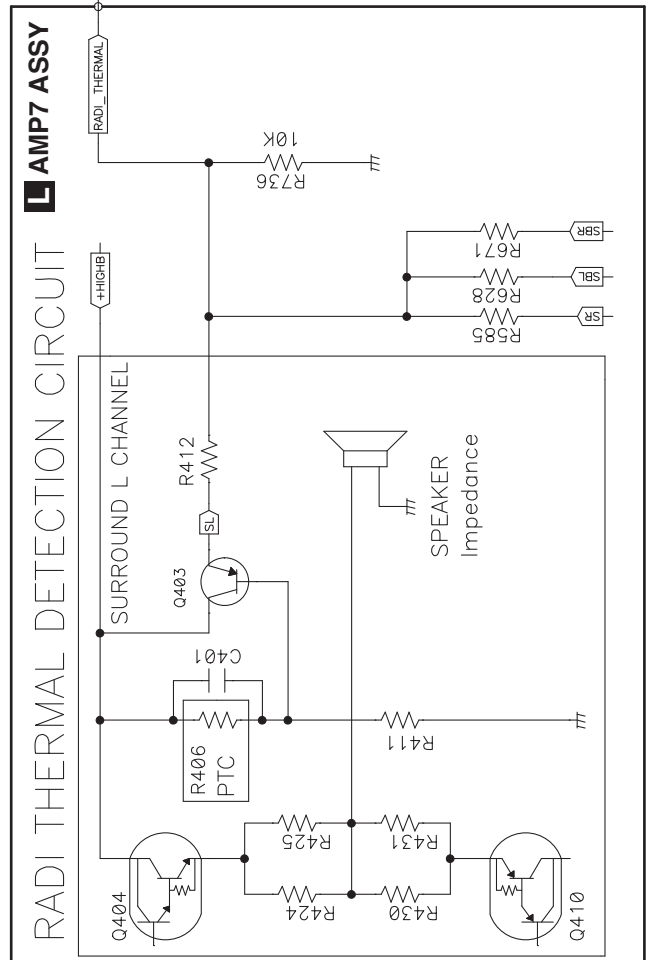 L AMP7 ASSY
RADI THERMAL DETECTION CIRCUIT
RADI_THERMAL
+HIGHB
R736
10K
SURROUND L CHANNEL
R412
SL
Q403
R671
SBR
R628
SBL
R585
SR
C401
R406
PTC
R411
SPEAKER
Impedance
Q404
R425
R424
R431
R430
Q410